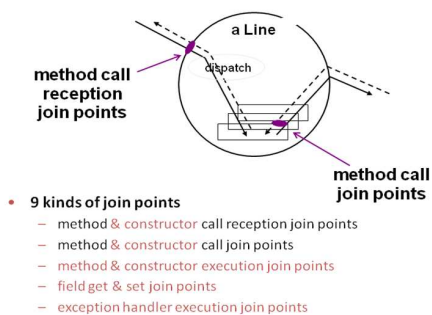 a Line
dispatch
method call
reception
join points
method call
join points
• 9 kinds of join points
– method & constructor call reception join points
– method & constructor call join points
– method & constructor execution join points
– field get & set join points
– exception handler execution join points